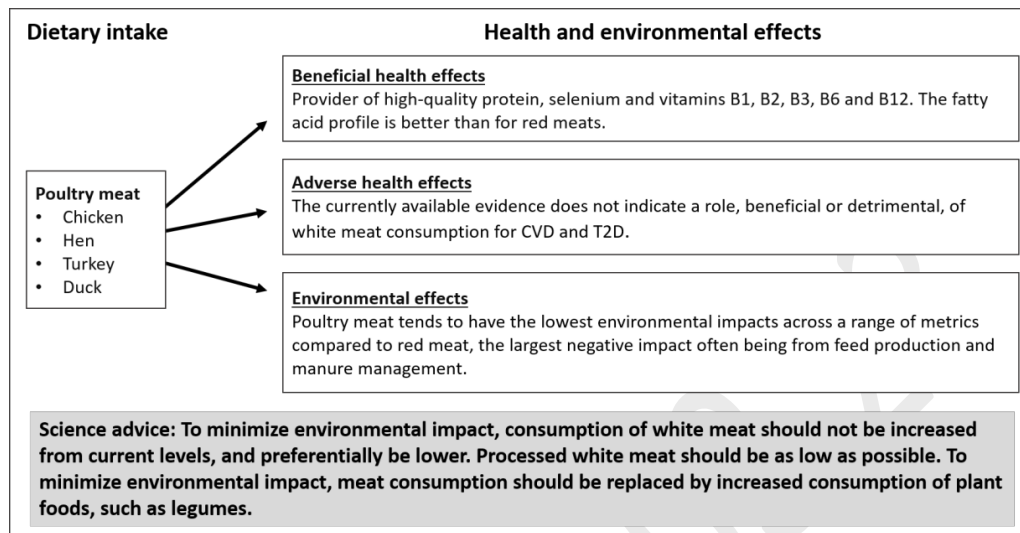 Dietary intake
Health and environmental effects
Beneficial health effects
Provider of high-quality protein, selenium and vitamins B1, B2, B3, B6 and B12. The fatty
acid profile is better than for red meats.
Poultry meat
• Chicken
• Hen
• Turkey
• Duck
Adverse health effects
The currently available evidence does not indicate a role, beneficial or detrimental, of
white meat consumption for CVD and T2D.
Environmental effects
Poultry meat tends to have the lowest environmental impacts across a range of metrics
compared to red meat, the largest negative impact often being from feed production and
manure management.
Science advice: To minimize environmental impact, consumption of white meat should not be increased
from current levels, and preferentially be lower. Processed white meat should be as low as possible. To
minimize environmental impact, meat consumption should be replaced by increased consumption of plant
foods, such as legumes.